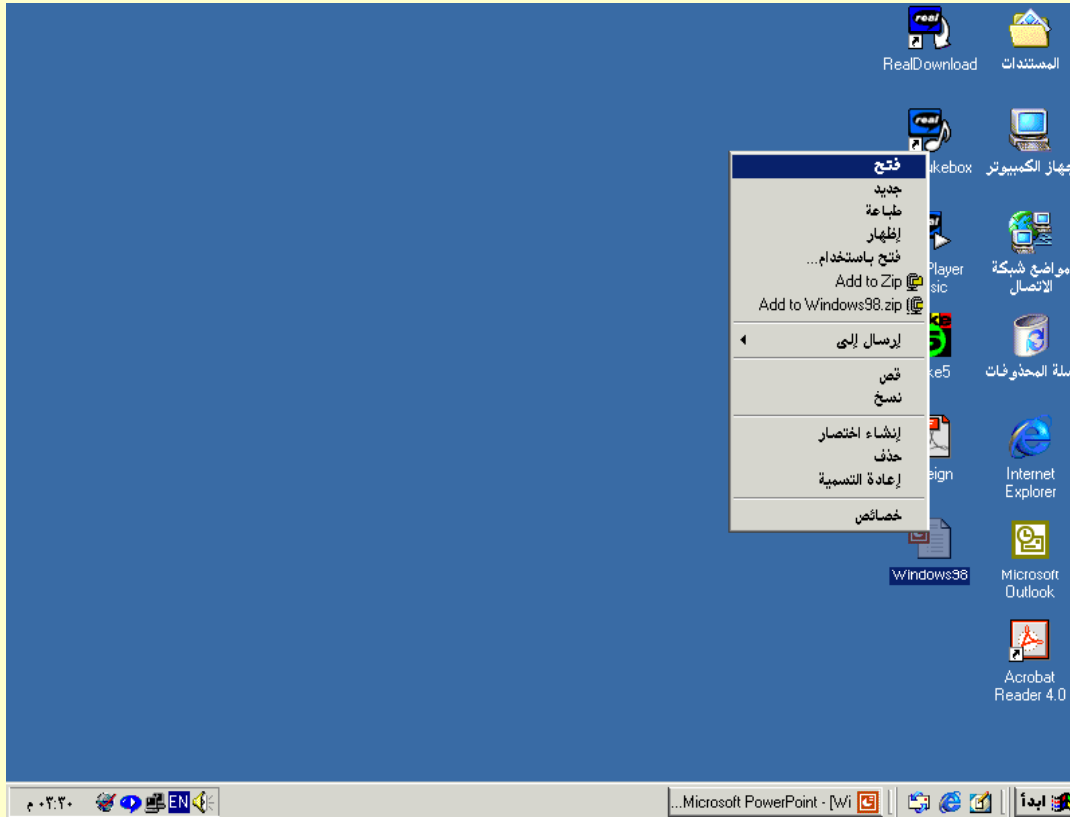 المستندات
RealDownload
جهاز الكمبيوتر
ukebox
مواضع شبكة
الاتصال
Player
sic
سلة المحذوفات
ke5
Internet
Explorer
eign
Microsoft
Outlook
Windows98
Acrobat
Reader 4.0
فتح
جديد
طباعة
إظهار
فتح باستخدام...
Add to Zip
Add to Windows98.zip
إرسال إلى
قص
نسخ
إنشاء اختصار
حذف
إعادة التسمية
خصائص
ابدأ
...Microsoft PowerPoint - [Wi
EN
٠٣:٣٠ م